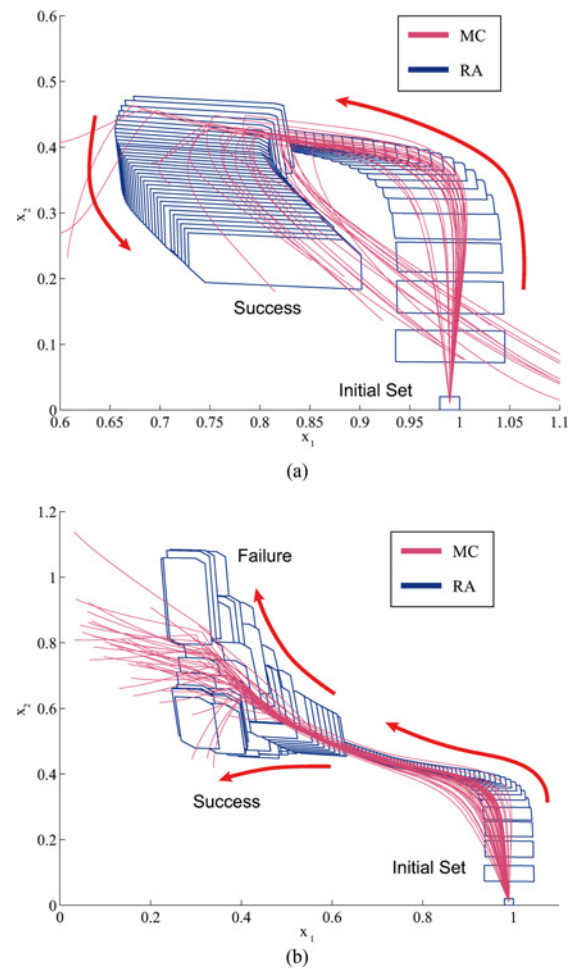 MC
RA
0.6
0.5
0.4
0.3
0.2
0.1
0
x2
Success
Initial Set
0.6 0.65 0.7 0.75 0.8 0.85 0.9 0.95 1 1.05 1.1
x1
(a)
1.2
1
0.8
0.6
0.4
0.2
0
x2
Failure
MC
RA
Success
Initial Set
0 0.2 0.4 0.6 0.8 1
x1
(b)